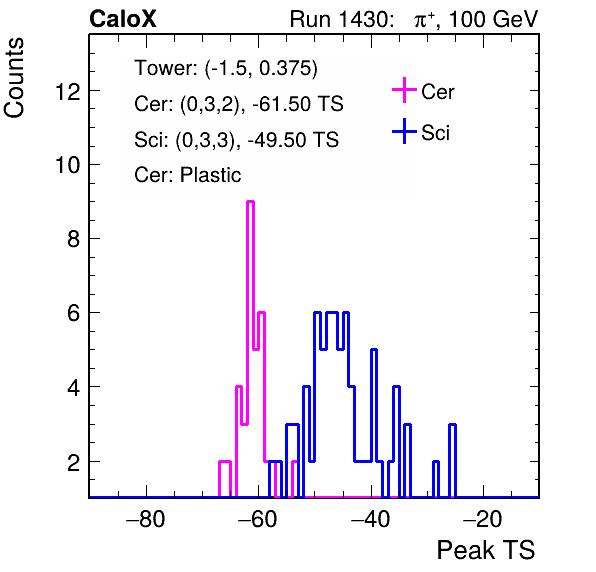 CaloX Run 1430: π⁺, 100 GeV
Counts
Tower: (-1.5, 0.375)
Cer: (0,3,2), -61.50 TS
Sci: (0,3,3), -49.50 TS
Cer: Plastic
Cer
Sci
12
10
8
6
4
2
−80 −60 −40 −20
Peak TS